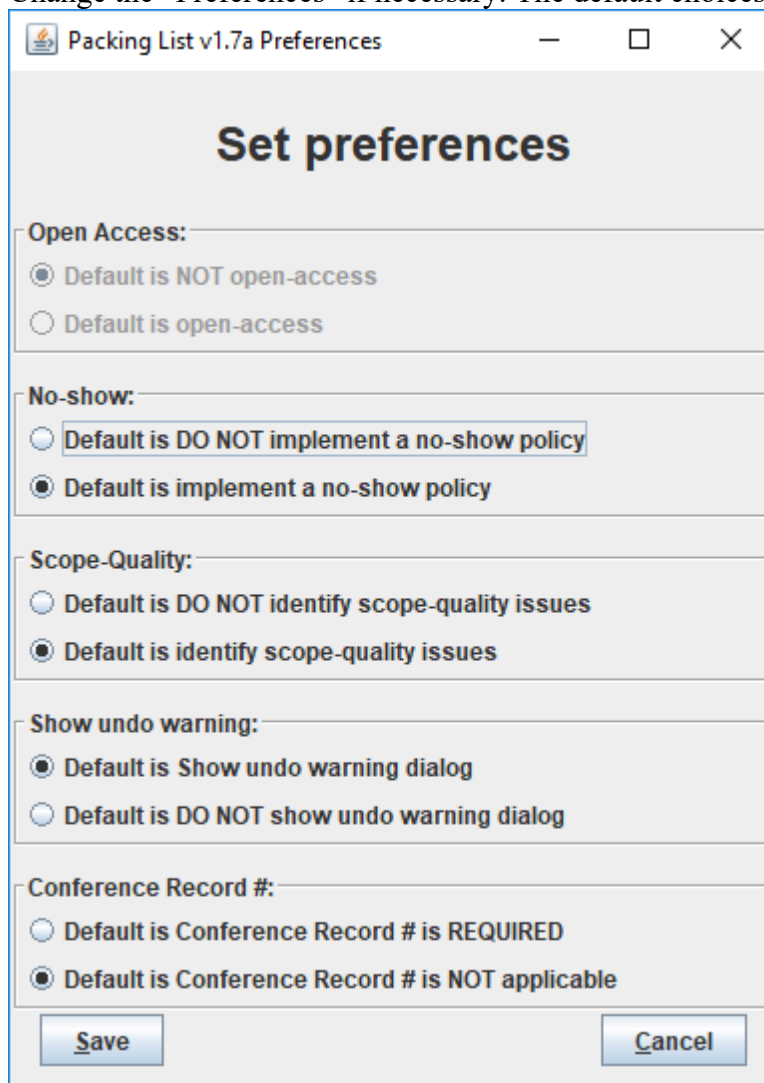 Change the "Preferences" if necessary. The default choices
Packing List v1.7a Preferences
Set preferences
Open Access:
Default is NOT open-access
Default is open-access
No-show:
Default is DO NOT implement a no-show policy
Default is implement a no-show policy
Scope-Quality:
Default is DO NOT identify scope-quality issues
Default is identify scope-quality issues
Show undo warning:
Default is Show undo warning dialog
Default is DO NOT show undo warning dialog
Conference Record #:
Default is Conference Record # is REQUIRED
Default is Conference Record # is NOT applicable
Save
Cancel